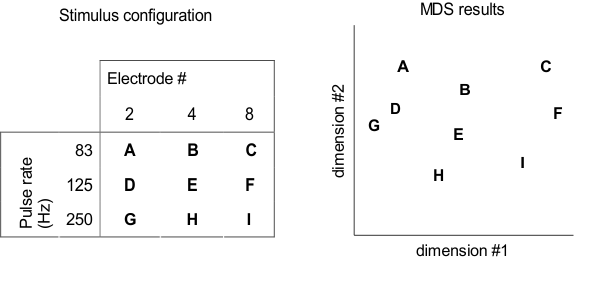 Stimulus configuration
Electrode #
2 4 8
Pulse rate
(Hz)
83 A B C
125 D E F
250 G H I
MDS results
dimension #2
A C
B
D F
G E
I
H
dimension #1